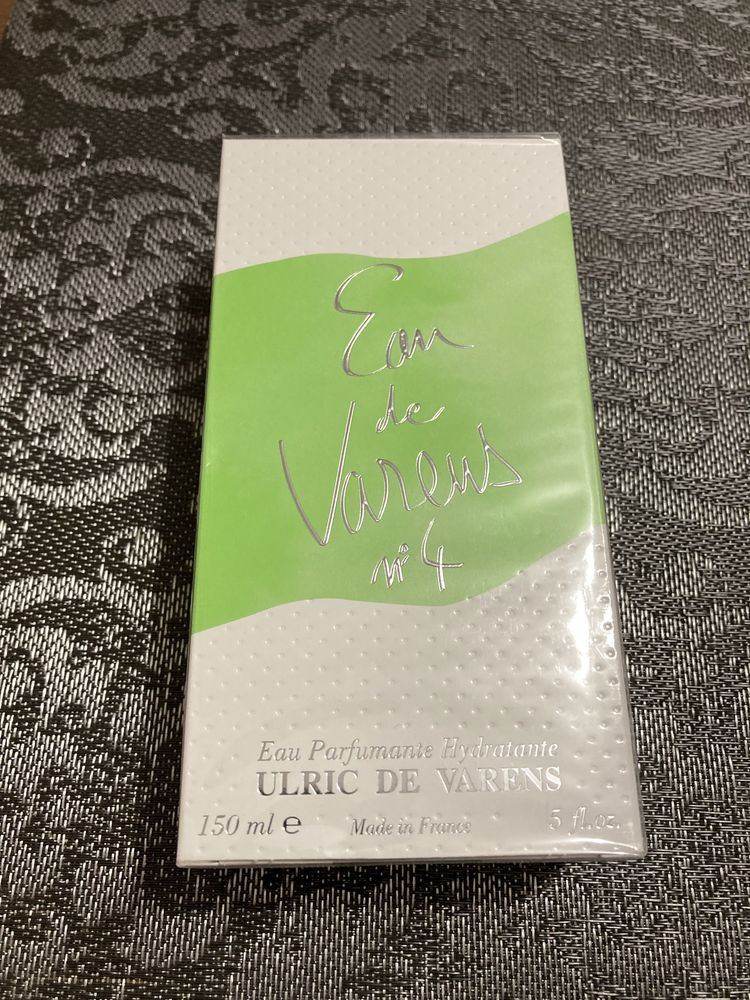 Eau
de
Varens
n°4
Eau Parfumante Hydratante
ULRIC DE VARENS
150 ml ℮ Made in France 5 fl.oz.